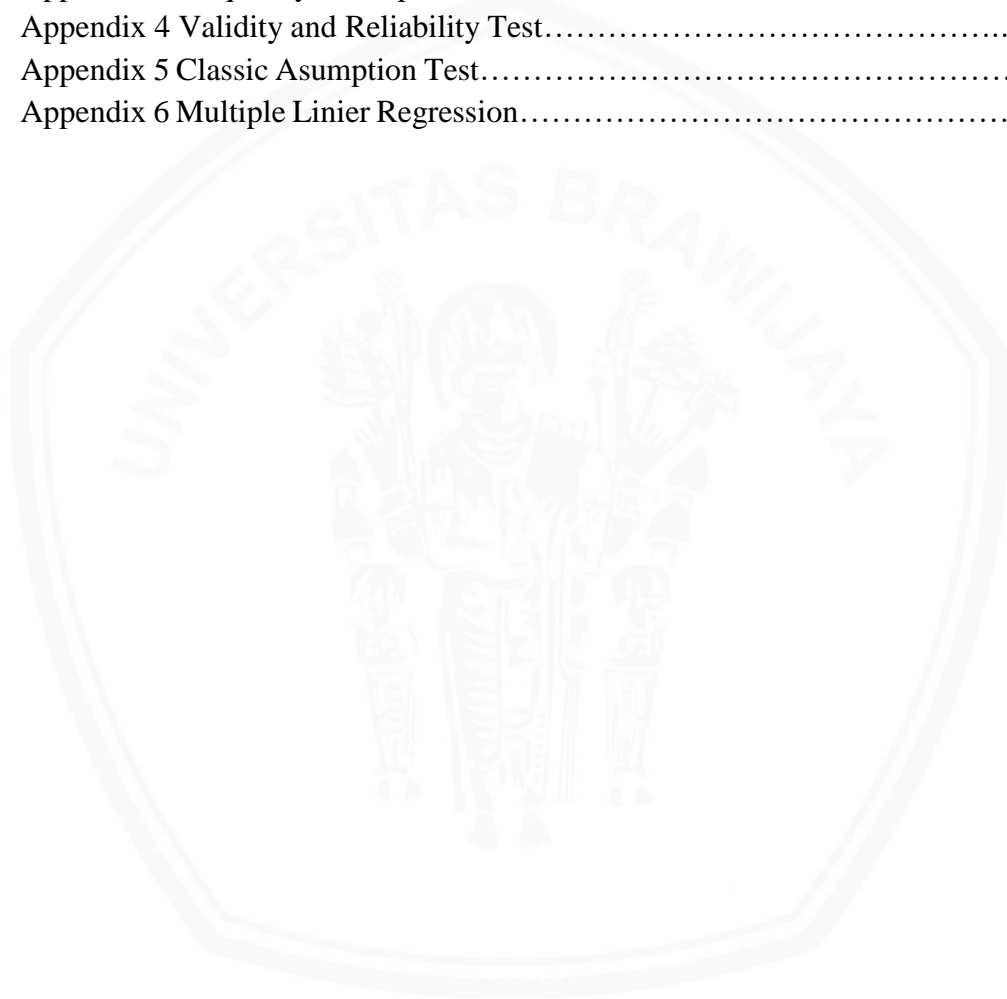 Appendix 4 Validity and Reliability Test……………………………………...
Appendix 5 Classic Asumption Test……………………………………………
Appendix 6 Multiple Linier Regression…………………………………………
UNIVERSITAS BRAWIJAYA